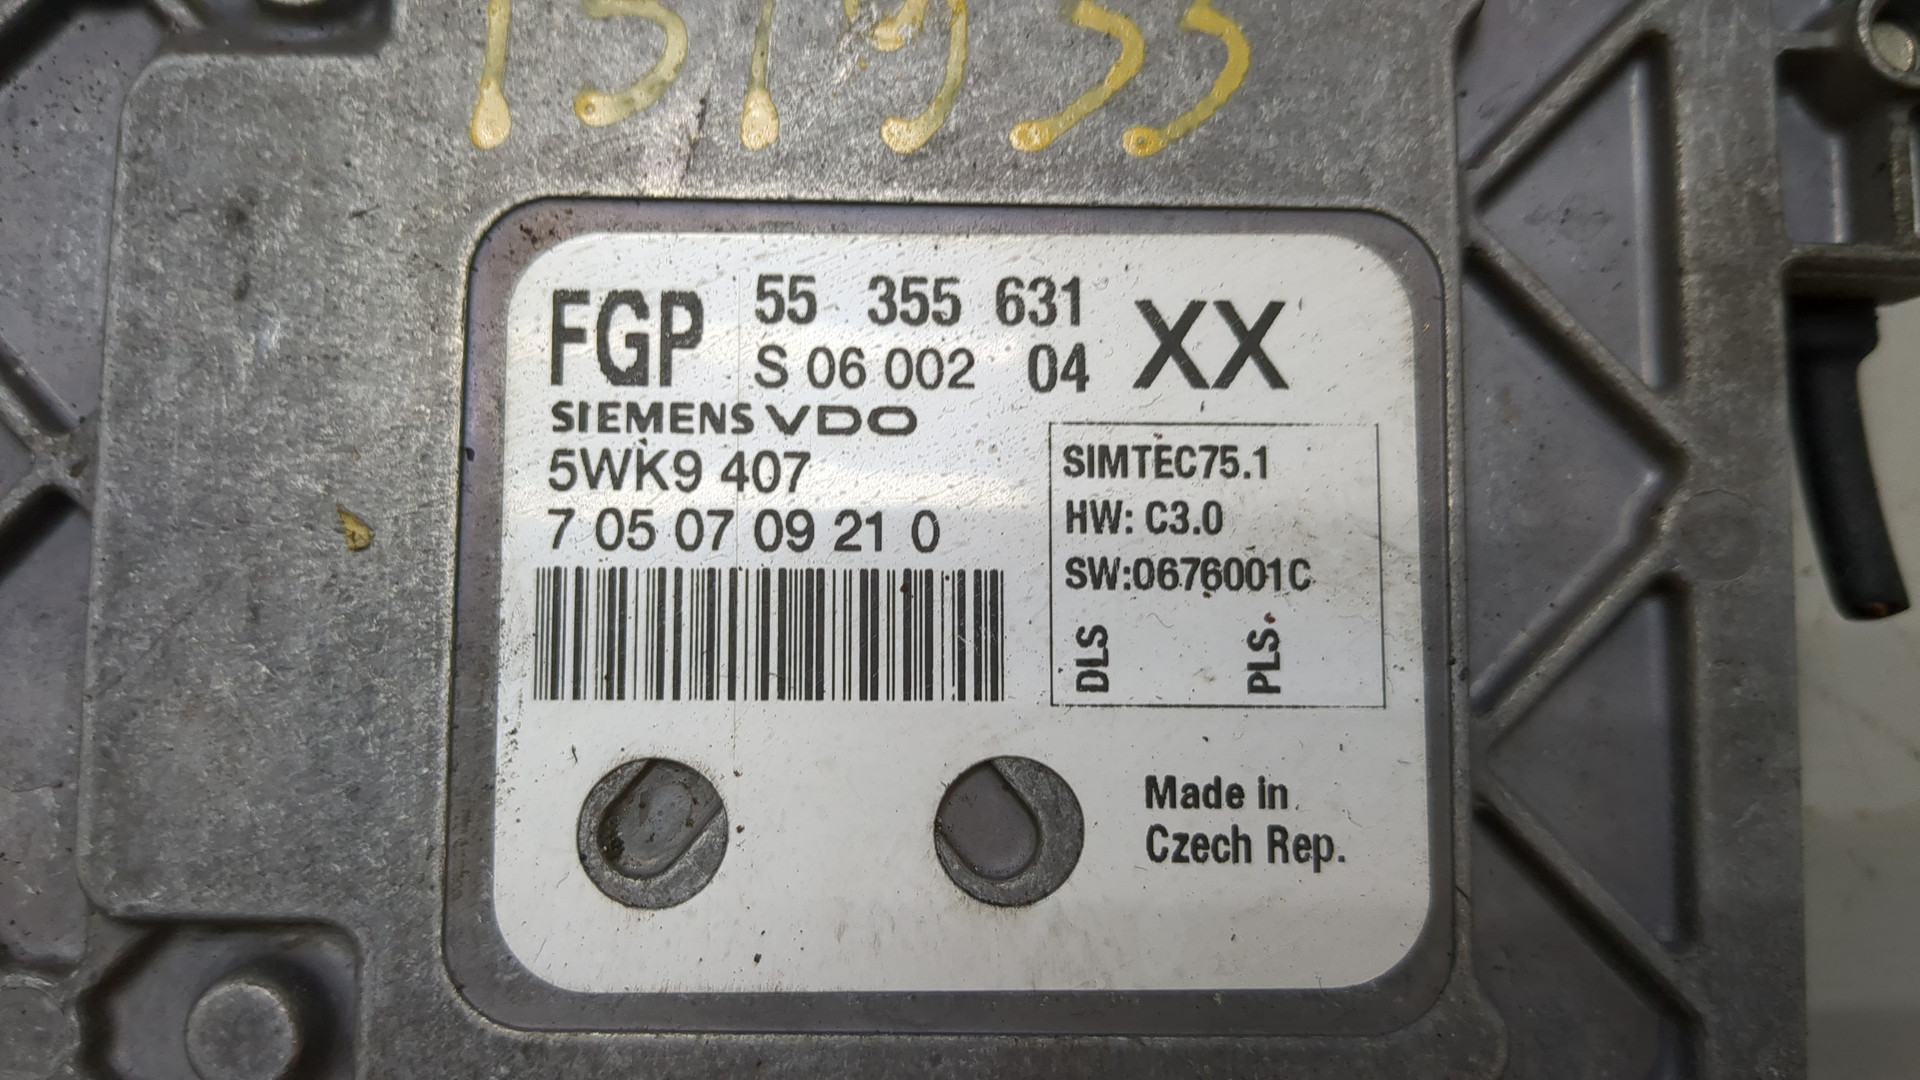 FGP 55 355 631 XX
S 06 002 04
SIEMENS VDO
5WK9 407
7 05 07 09 21 0
SIMTEC75.1
HW: C3.0
SW:0676001C
DLS PLS.
Made in
Czech Rep.